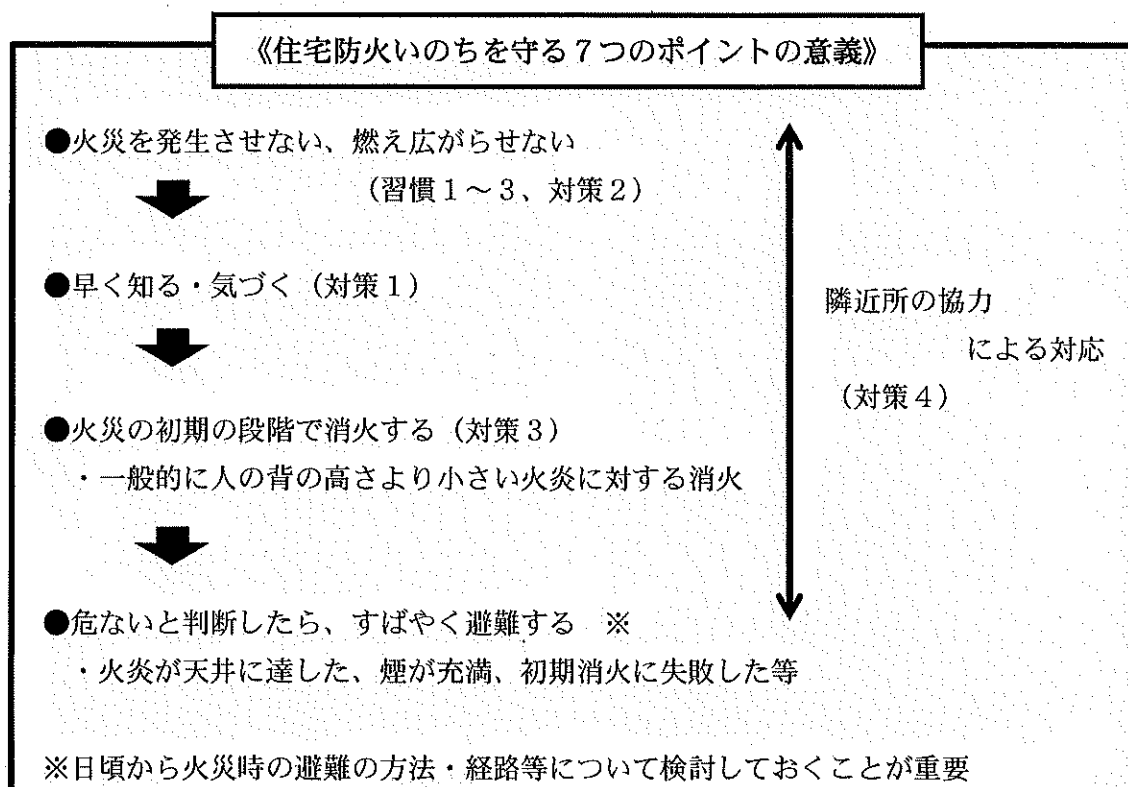 《住宅防火いのちを守る７つのポイントの意義》
●火災を発生させない、燃え広がらせない
（習慣１～３、対策２）
●早く知る・気づく（対策１）
●火災の初期の段階で消火する（対策３）
・一般的に人の背の高さより小さい火炎に対する消火
●危ないと判断したら、すばやく避難する　※
・火炎が天井に達した、煙が充満、初期消火に失敗した等
隣近所の協力
による対応
（対策４）
※日頃から火災時の避難の方法・経路等について検討しておくことが重要